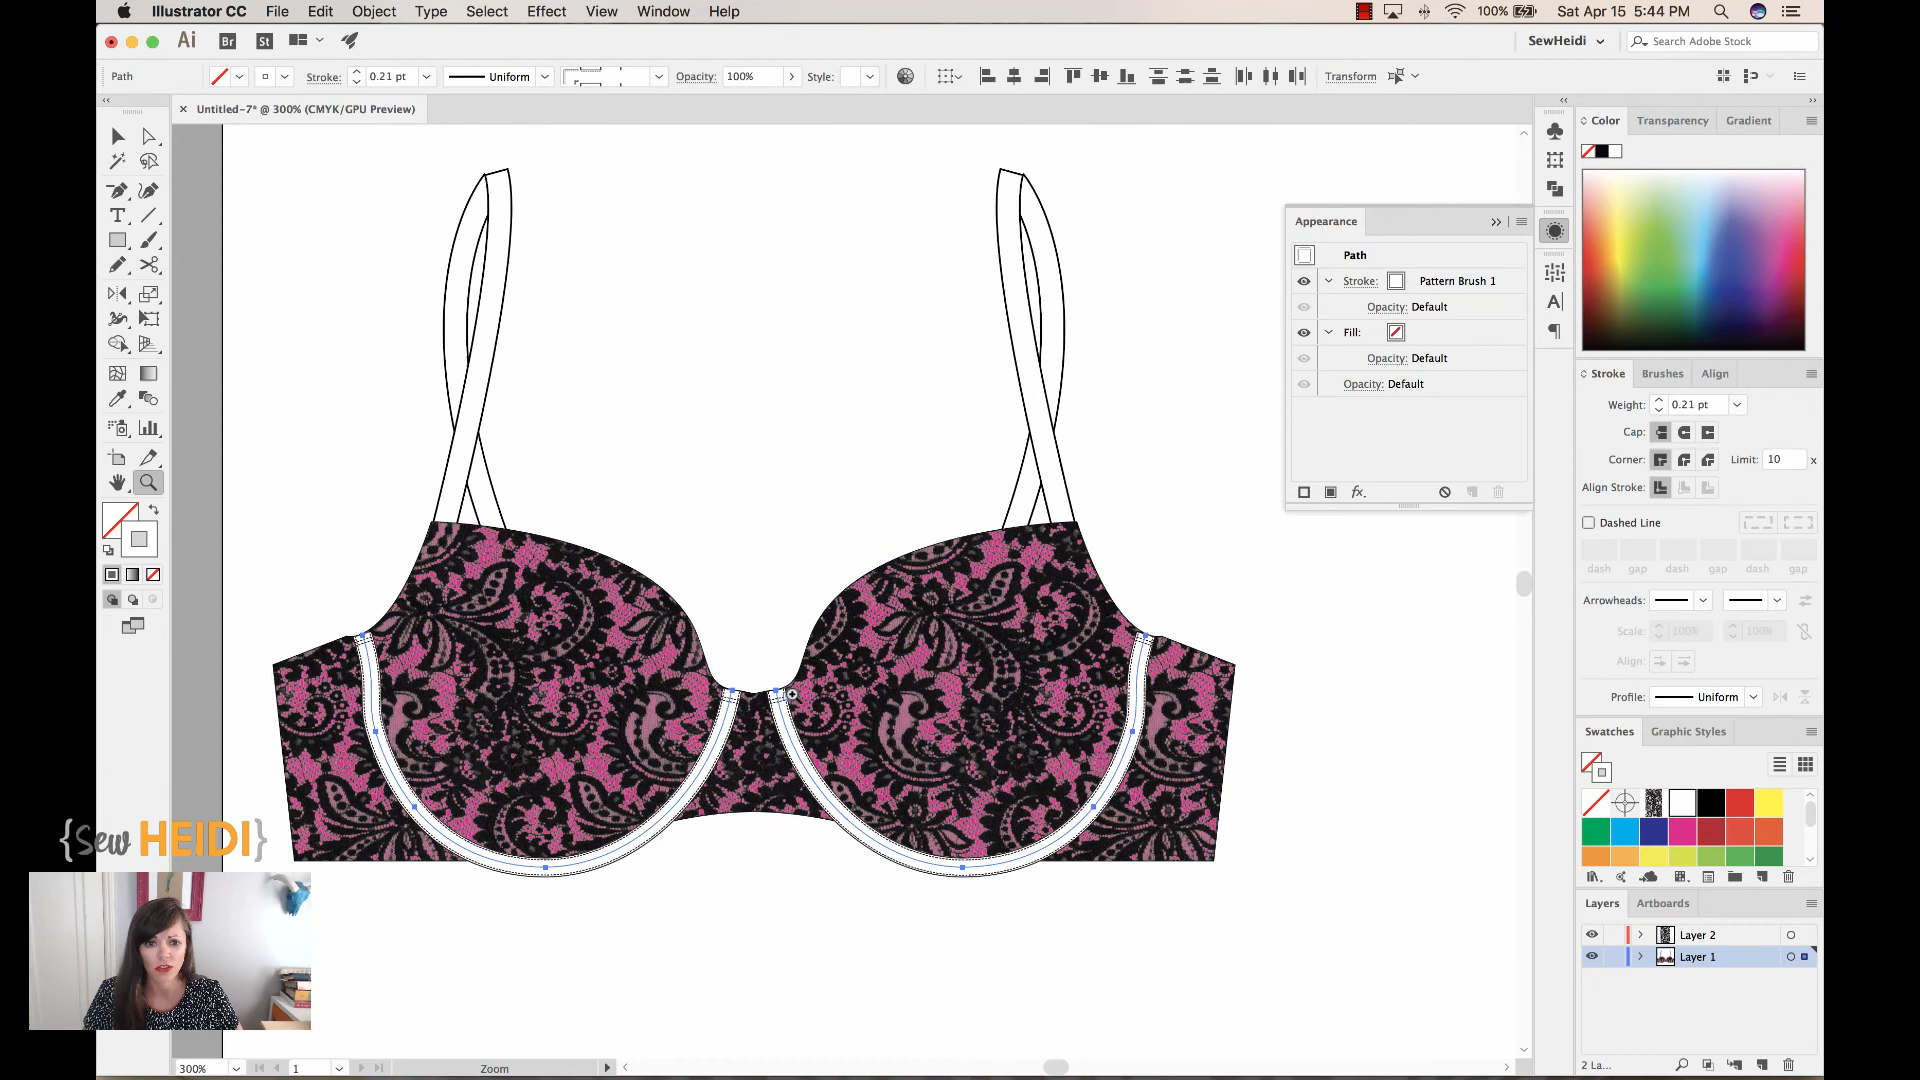 Illustrator CC File Edit Object Type Select Effect View Window Help 100% Sat Apr 15 5:44 PM
Ai Br St SewHeidi Search Adobe Stock
Path Stroke: 0.21 pt Uniform Opacity: 100% Style: Transform
Untitled-7* @ 300% (CMYK/GPU Preview)
Color Transparency Gradient
Appearance
Path
Stroke: Pattern Brush 1
Opacity: Default
Fill:
Opacity: Default
Opacity: Default
fx.
Stroke Brushes Align
Weight: 0.21 pt
Cap:
Corner: Limit: 10 x
Align Stroke:
Dashed Line
dash gap dash gap dash gap
Arrowheads:
Scale: 100% 100%
Align:
Profile: Uniform
Swatches Graphic Styles
{Sew HEIDI}
Layers Artboards
Layer 2
Layer 1
300% 1 Zoom
2 La...